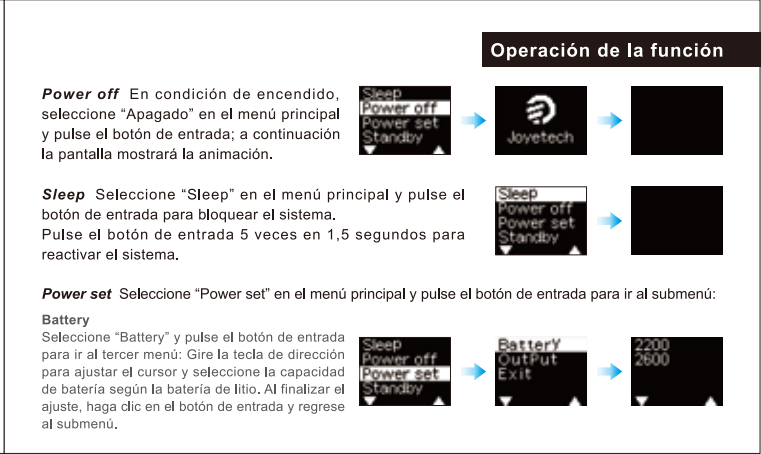 Operación de la función
Power off En condición de encendido,
seleccione “Apagado” en el menú principal
y pulse el botón de entrada; a continuación
la pantalla mostrará la animación.
Sleep
Power off
Power set
Standby
Joyetech
Sleep Seleccione “Sleep” en el menú principal y pulse el
botón de entrada para bloquear el sistema.
Pulse el botón de entrada 5 veces en 1,5 segundos para
reactivar el sistema.
Sleep
Power off
Power set
Standby
Power set Seleccione “Power set” en el menú principal y pulse el botón de entrada para ir al submenú:
Battery
Seleccione “Battery” y pulse el botón de entrada
para ir al tercer menú: Gire la tecla de dirección
para ajustar el cursor y seleccione la capacidad
de batería según la batería de litio. Al finalizar el
ajuste, haga clic en el botón de entrada y regrese
al submenú.
Sleep
Power off
Power set
Standby
BatterY
OutPut
Exit
2200
2600